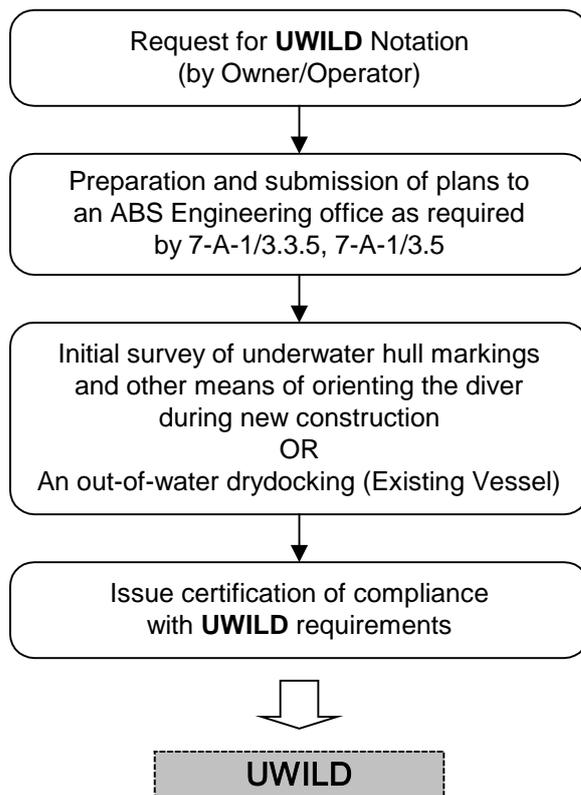 Request for UWILD Notation
(by Owner/Operator)
Preparation and submission of plans to
an ABS Engineering office as required
by 7-A-1/3.3.5, 7-A-1/3.5
Initial survey of underwater hull markings
and other means of orienting the diver
during new construction
OR
An out-of-water drydocking (Existing Vessel)
Issue certification of compliance
with UWILD requirements
UWILD